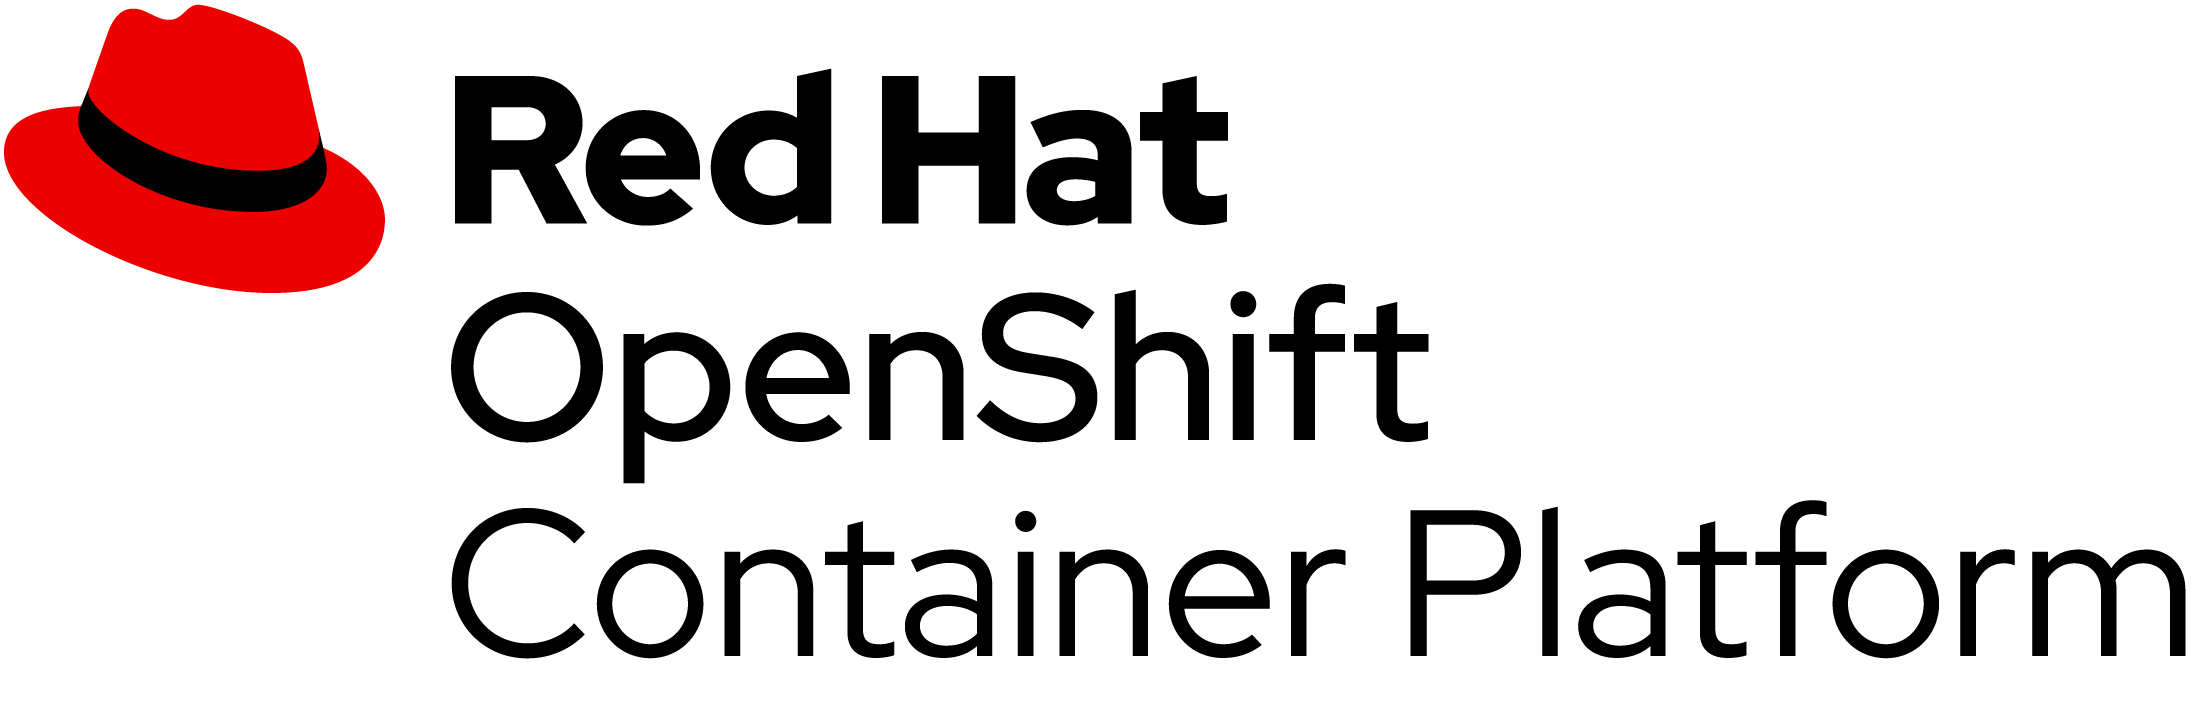 Red Hat
OpenShift
Container Platform